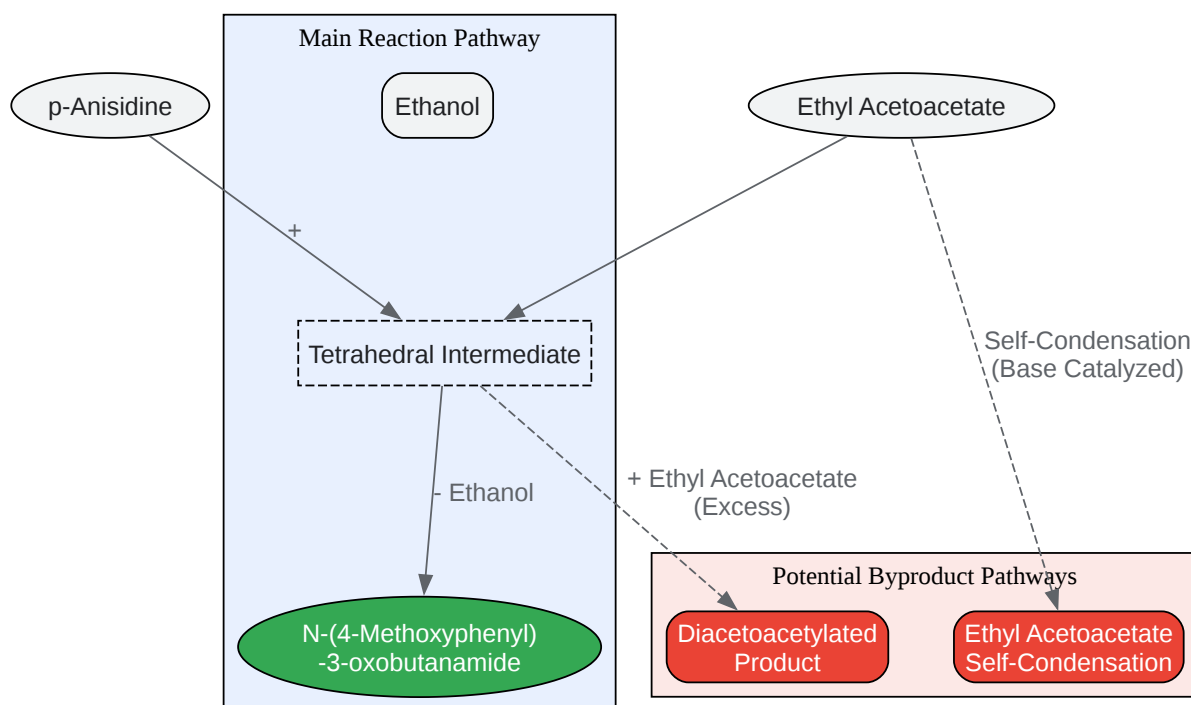 Main Reaction Pathway
p-Anisidine
Ethanol
Ethyl Acetoacetate
+
Tetrahedral Intermediate
Self-Condensation
(Base Catalyzed)
- Ethanol
+ Ethyl Acetoacetate
(Excess)
Potential Byproduct Pathways
N-(4-Methoxyphenyl)
-3-oxobutanamide
Diacetoacetylated
Product
Ethyl Acetoacetate
Self-Condensation